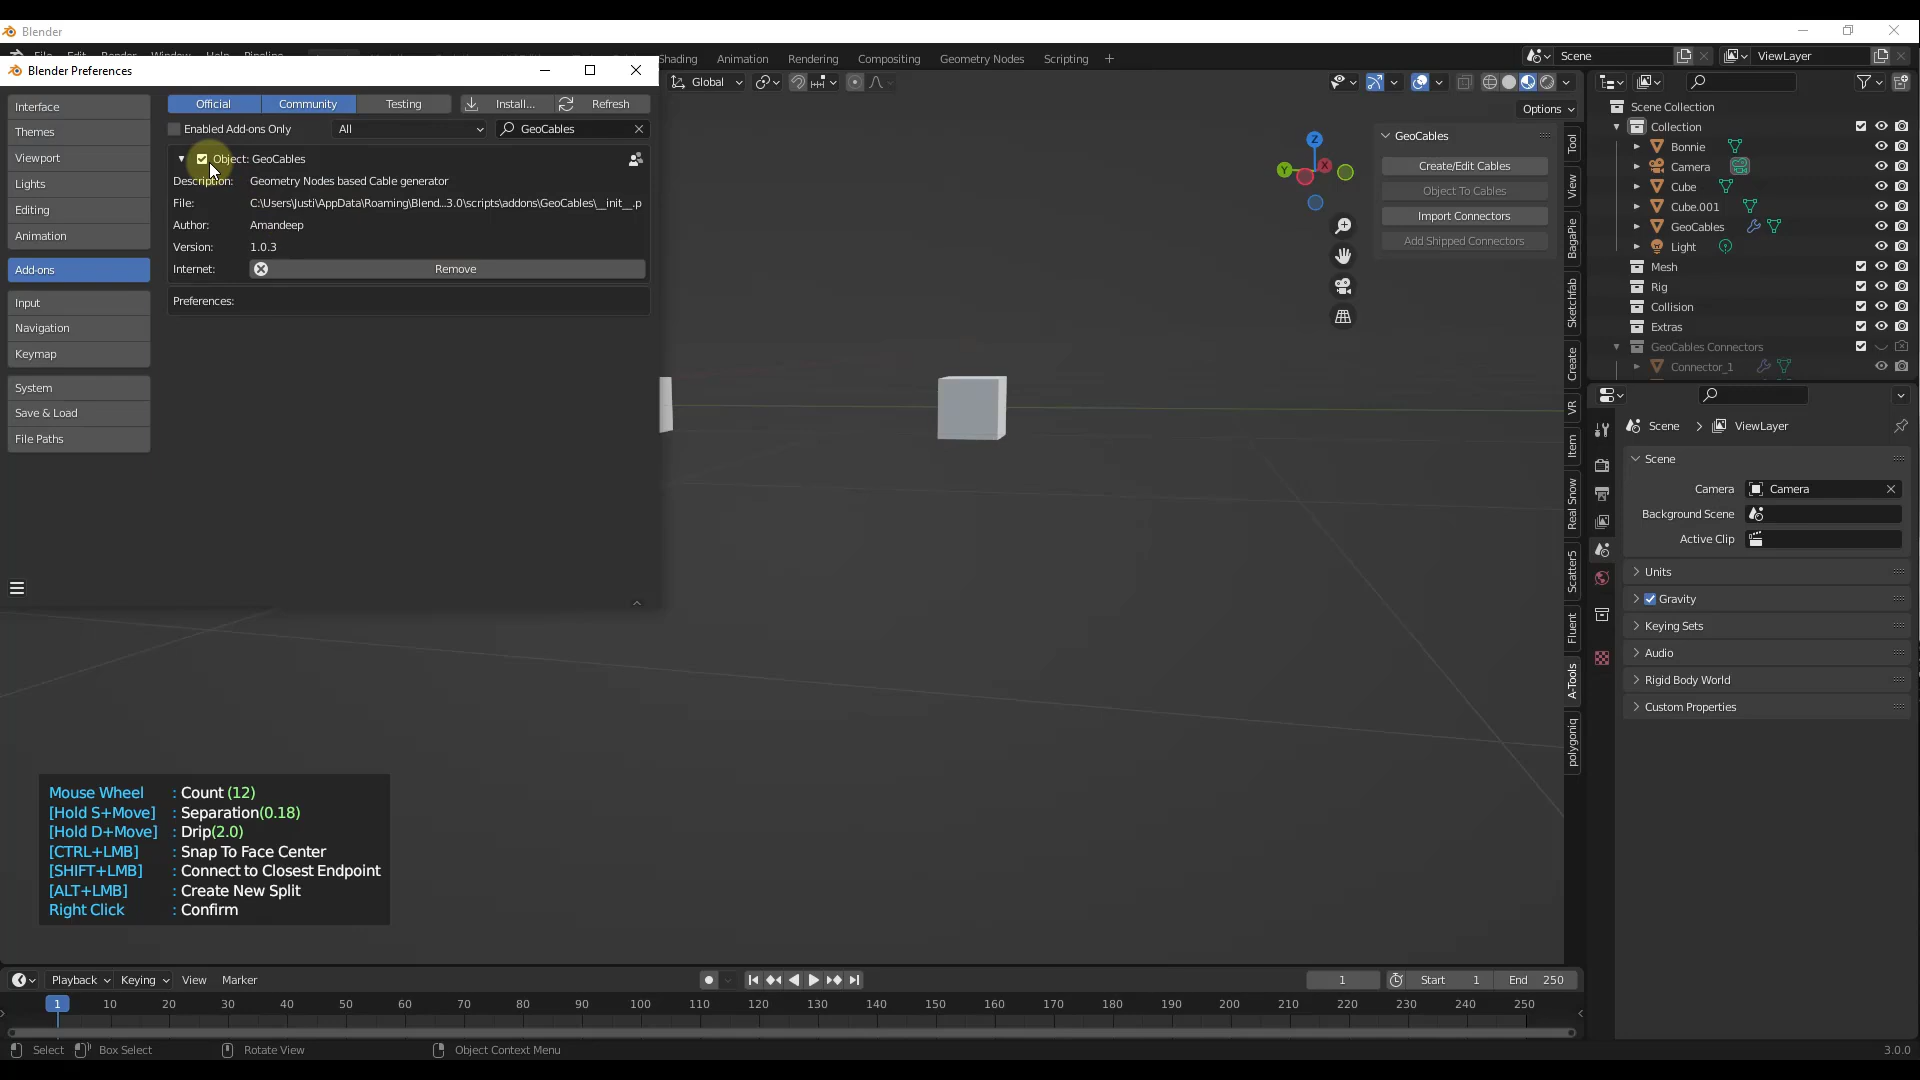 Blender
File Edit Render Window Help Pipeline
Shading Animation Rendering Compositing Geometry Nodes Scripting +
Scene
ViewLayer
Blender Preferences
Global
Options
Interface
Themes
Viewport
Lights
Editing
Animation
Add-ons
Input
Navigation
Keymap
System
Save & Load
File Paths
Official Community Testing Install... Refresh
Enabled Add-ons Only All GeoCables
Object: GeoCables
Description: Geometry Nodes based Cable generator
File: C:\Users\Justi\AppData\Roaming\Blend...3.0\scripts\addons\GeoCables\__init__.p
Author: Amandeep
Version: 1.0.3
Internet: Remove
Preferences:
GeoCables
Create/Edit Cables
Object To Cables
Import Connectors
Add Shipped Connectors
Z
Y
X
Tool
View
BagaPie
Sketchfab
Create
VR
Item
Real Snow
Scatter5
Fluent
A-Tools
polygoniq
Scene Collection
Collection
Bonnie
Camera
Cube
Cube.001
GeoCables
Light
Mesh
Rig
Collision
Extras
GeoCables Connectors
Connector_1
Scene > ViewLayer
Scene
Camera Camera
Background Scene
Active Clip
Units
Gravity
Keying Sets
Audio
Rigid Body World
Custom Properties
Mouse Wheel : Count (12)
[Hold S+Move] : Separation(0.18)
[Hold D+Move] : Drip(2.0)
[CTRL+LMB] : Snap To Face Center
[SHIFT+LMB] : Connect to Closest Endpoint
[ALT+LMB] : Create New Split
Right Click : Confirm
Playback Keying View Marker
1 Start 1 End 250
1 10 20 30 40 50 60 70 80 90 100 110 120 130 140 150 160 170 180 190 200 210 220 230 240 250
Select Box Select Rotate View Object Context Menu 3.0.0